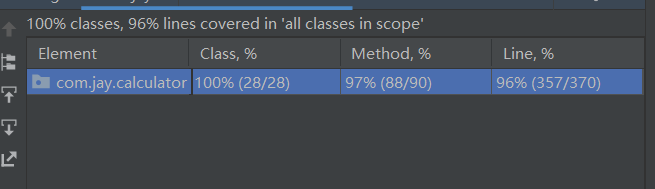 100% classes, 96% lines covered in 'all classes in scope'
Element Class, % Method, % Line, %
com.jay.calculator 100% (28/28) 97% (88/90) 96% (357/370)